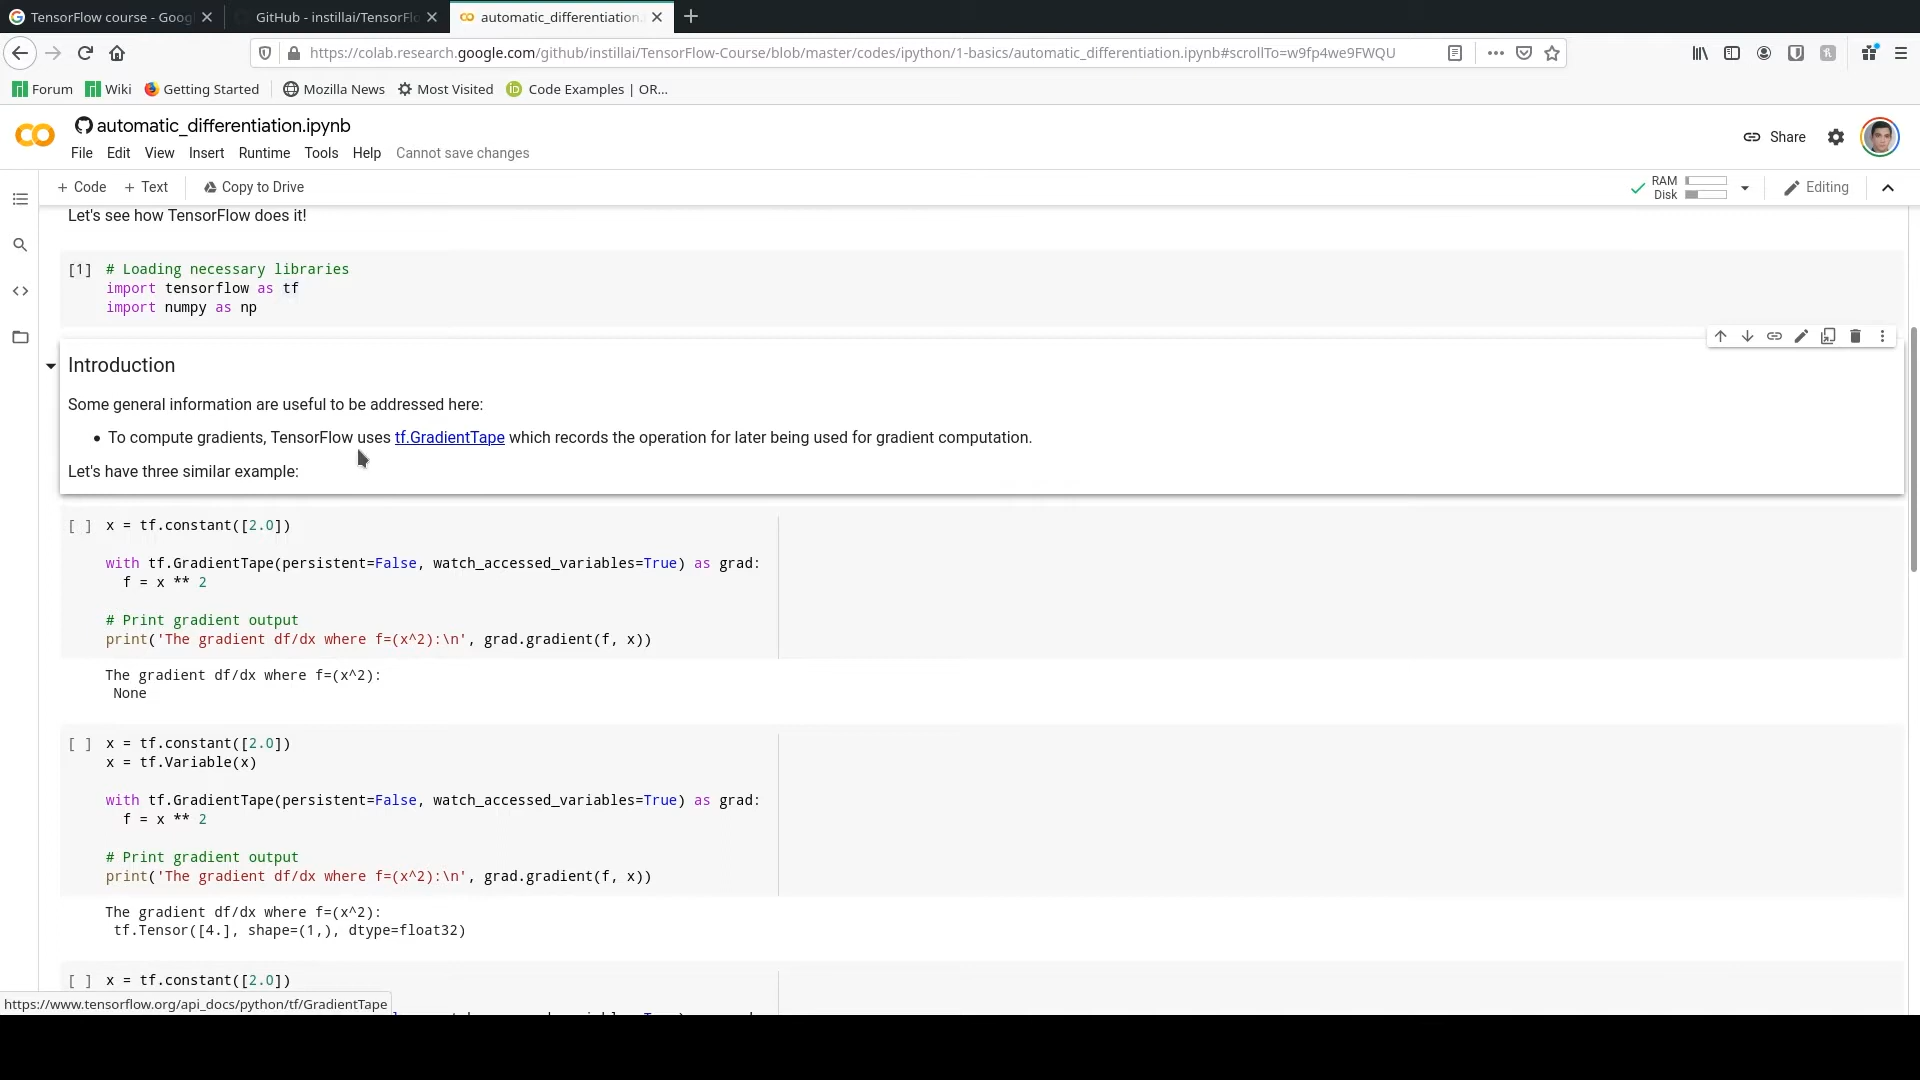 TensorFlow course - Goog
GitHub - instillai/TensorFlo
automatic_differentiation.
https://colab.research.google.com/github/instillai/TensorFlow-Course/blob/master/codes/ipython/1-basics/automatic_differentiation.ipynb#scrollTo=w9fp4we9FWQU
Forum Wiki Getting Started Mozilla News Most Visited Code Examples | OR...
automatic_differentiation.ipynb
Share
File Edit View Insert Runtime Tools Help Cannot save changes
+ Code + Text Copy to Drive
RAM
Disk
Editing
Let's see how TensorFlow does it!
[1] # Loading necessary libraries
import tensorflow as tf
import numpy as np
Introduction
Some general information are useful to be addressed here:
• To compute gradients, TensorFlow uses tf.GradientTape which records the operation for later being used for gradient computation.
Let's have three similar example:
[ ] x = tf.constant([2.0])
with tf.GradientTape(persistent=False, watch_accessed_variables=True) as grad:
f = x ** 2
# Print gradient output
print('The gradient df/dx where f=(x^2):\n', grad.gradient(f, x))
The gradient df/dx where f=(x^2):
None
[ ] x = tf.constant([2.0])
x = tf.Variable(x)
with tf.GradientTape(persistent=False, watch_accessed_variables=True) as grad:
f = x ** 2
# Print gradient output
print('The gradient df/dx where f=(x^2):\n', grad.gradient(f, x))
The gradient df/dx where f=(x^2):
tf.Tensor([4.], shape=(1,), dtype=float32)
[ ] x = tf.constant([2.0])
https://www.tensorflow.org/api_docs/python/tf/GradientTape